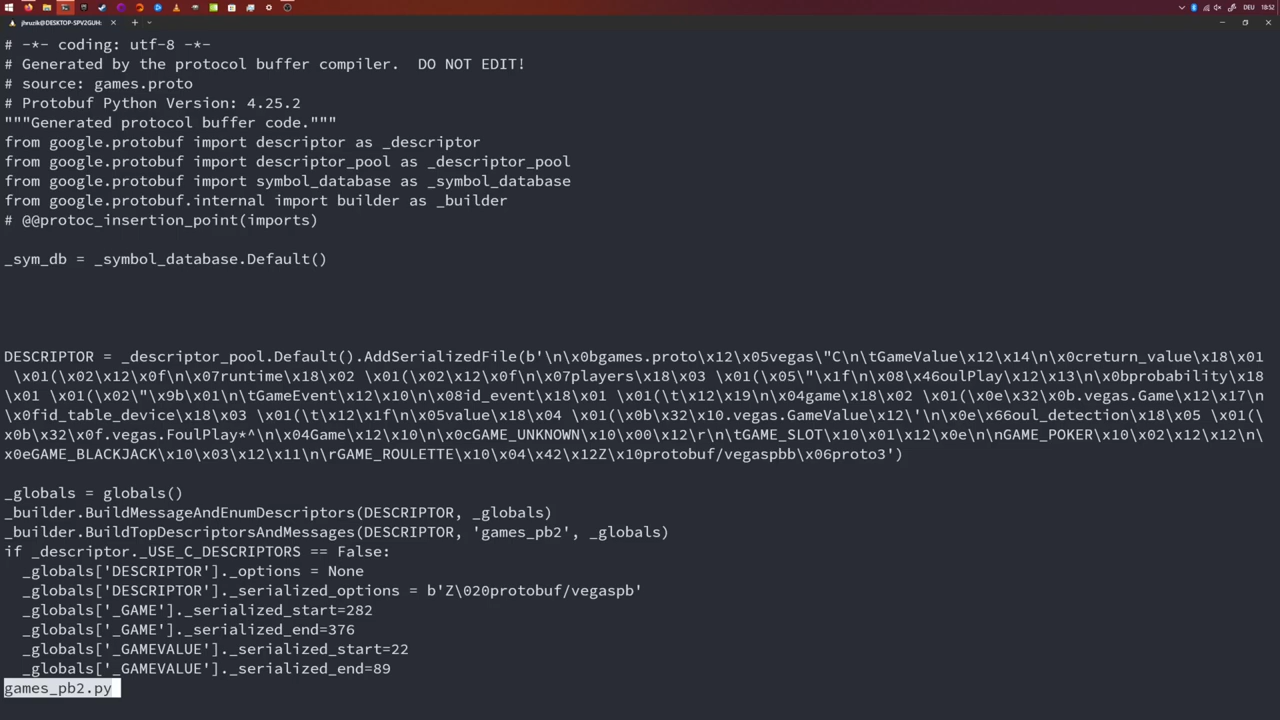 DEU
18:52
jhruzik@DESKTOP-SPV2GUH:
# -*- coding: utf-8 -*-
# Generated by the protocol buffer compiler.  DO NOT EDIT!
# source: games.proto
# Protobuf Python Version: 4.25.2
"""Generated protocol buffer code."""
from google.protobuf import descriptor as _descriptor
from google.protobuf import descriptor_pool as _descriptor_pool
from google.protobuf import symbol_database as _symbol_database
from google.protobuf.internal import builder as _builder
# @@protoc_insertion_point(imports)
_sym_db = _symbol_database.Default()
DESCRIPTOR = _descriptor_pool.Default().AddSerializedFile(b'\n\x0bgames.proto\x12\x05vegas\"C\n\tGameValue\x12\x14\n\x0creturn_value\x18\x01
 \x01(\x02\x12\x0f\n\x07runtime\x18\x02 \x01(\x02\x12\x0f\n\x07players\x18\x03 \x01(\x05\"\x1f\n\x08\x46oulPlay\x12\x13\n\x0bprobability\x18
\x01 \x01(\x02\"\x9b\x01\n\tGameEvent\x12\x10\n\x08id_event\x18\x01 \x01(\t\x12\x19\n\x04game\x18\x02 \x01(\x0e\x32\x0b.vegas.Game\x12\x17\n
\x0fid_table_device\x18\x03 \x01(\t\x12\x1f\n\x05value\x18\x04 \x01(\x0b\x32\x10.vegas.GameValue\x12\'\n\x0e\x66oul_detection\x18\x05 \x01(\
x0b\x32\x0f.vegas.FoulPlay*^\n\x04Game\x12\x10\n\x0cGAME_UNKNOWN\x10\x00\x12\r\n\tGAME_SLOT\x10\x01\x12\x0e\n\nGAME_POKER\x10\x02\x12\x12\n\
x0eGAME_BLACKJACK\x10\x03\x12\x11\n\rGAME_ROULETTE\x10\x04\x42\x12Z\x10protobuf/vegaspbb\x06proto3')
_globals = globals()
_builder.BuildMessageAndEnumDescriptors(DESCRIPTOR, _globals)
_builder.BuildTopDescriptorsAndMessages(DESCRIPTOR, 'games_pb2', _globals)
if _descriptor._USE_C_DESCRIPTORS == False:
  _globals['DESCRIPTOR']._options = None
  _globals['DESCRIPTOR']._serialized_options = b'Z\020protobuf/vegaspb'
  _globals['_GAME']._serialized_start=282
  _globals['_GAME']._serialized_end=376
  _globals['_GAMEVALUE']._serialized_start=22
  _globals['_GAMEVALUE']._serialized_end=89
games_pb2.py